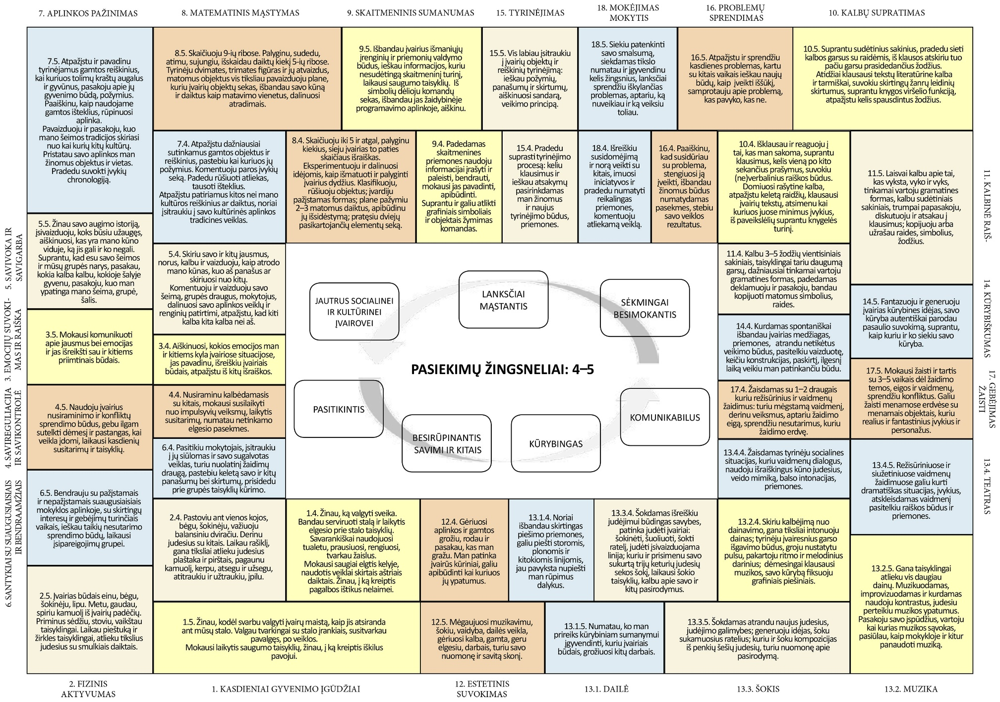 7. APLINKOS PAŽINIMAS
8. MATEMATINIS MĄSTYMAS
9. SKAITMENINIS SUMANUMAS
15. TYRINĖJIMAS
18. MOKĖJIMAS
MOKYTIS
16. PROBLEMŲ
SPRENDIMAS
10. KALBŲ SUPRATIMAS
7.5. Atpažįstu ir pavadinu
tyrinėjamus gamtos reiškinius,
kai kuriuos tolimų kraštų augalus
ir gyvūnus, pasakoju apie jų
gyvenimo būdą, požymius.
Paaiškinu, kaip naudojame
gamtos išteklius, rūpinuosi
aplinka.
Pavaizduoju ir pasakoju, kuo
mano šeimos tradicijos skiriasi
nuo kai kurių kitų kultūrų.
Pristatau savo aplinkos man
žinomus objektus ir vietas.
Pradedu suvokti įvykių
chronologiją.
8.5. Skaičiuoju 9-ių ribose. Palyginu, sudedu,
atimu, sujungiu, išskaidau daiktų kiekį 5-ių ribose.
Tyrinėju dvimates, trimates figūras ir jų atvaizdus,
matomus objektus vis tiksliau pavaizduoju plane,
kuriu įvairių objektų sekas, išbandau savo kūną
ir daiktus kaip matavimo vienetus, dalinuosi
atradimais.
9.5. Išbandau įvairius išmaniųjų
įrenginių ir priemonių valdymo
būdus, ieškau informacijos, kuriu
nesudėtingą skaitmeninį turinį,
laikausi saugumo taisyklių. Iš
simbolių dėlioju komandų
sekas, išbandau jas žaidybinėje
programavimo aplinkoje, aiškinu.
15.5. Vis labiau įsitraukiu
į įvairių objektų ir
reiškinių tyrinėjimą:
ieškau požymių,
panašumų ir skirtumų,
aiškinuosi sandarą,
veikimo principą.
18.5. Siekiu patenkinti
savo smalsumą,
siekdamas tikslo
numatau ir įgyvendinu
kelis žingsnius, lanksčiai
sprendžiu iškylančias
problemas, aptariu, ką
nuveikiau ir ką veiksiu
toliau.
16.5. Atpažįstu ir sprendžiu
kasdienes problemas, kartu
su kitais vaikais ieškau naujų
būdų, kaip įveikti iššūkį,
samprotauju apie problemą,
kas pavyko, kas ne.
10.5. Suprantu sudėtinius sakinius, pradedu sieti
kalbos garsus su raidėmis, iš klausos atskiriu tuo
pačiu garsu prasidedančius žodžius.
Atidžiai klausausi tekstų literatūrine kalba
ir tarmiškai, suvokiu skirtingų žanrų leidinių
skirtumus, suprantu knygos viršelio funkciją,
atpažįstu kelis spausdintus žodžius.
7.4. Atpažįstu dažniausiai
sutinkamus gamtos objektus ir
reiškinius, pastebiu kai kuriuos jų
požymius. Komentuoju paros įvykių
seką. Padedu rūšiuoti atliekas,
tausoti išteklius.
Atpažįstu patiriamus kitos nei mano
kultūros reiškinius ar daiktus, noriai
įsitraukiu į savo kultūrinės aplinkos
tradicines veiklas.
8.4. Skaičiuoju iki 5 ir atgal, palyginu
kiekius, sieju įvairias to paties
skaičiaus išraiškas.
Eksperimentuoju ir dalinuosi
idėjomis, kaip išmatuoti ir palyginti
įvairius dydžius. Klasifikuoju,
rūšiuoju objektus; įvardiju
pažįstamas formas; plane pažymiu
2–3 matomus daiktus, apibūdinu
jų išsidėstymą; pratęsiu dviejų
pasikartojančių elementų seką.
9.4. Padedamas
skaitmenines
priemones naudoju
informacijai įrašyti ir
paleisti, bendrauti,
mokausi jas pavadinti,
apibūdinti.
Suprantu ir galiu atlikti
grafiniais simboliais
ir objektais žymimas
komandas.
15.4. Pradedu
suprasti tyrinėjimo
procesą: keliu
klausimus ir
ieškau atsakymų
pasirinkdamas
man žinomus
ir naujus
tyrinėjimo būdus,
priemones.
18.4. Išreiškiu
susidomėjimą
ir norą veikti su
kitais, imuosi
iniciatyvos ir
pradedu numatyti
reikalingas
priemones,
komentuoju
atliekamą veiklą.
16.4. Paaiškinu,
kad susidūriau
su problema,
stengiuosi ją
įveikti, išbandau
žinomus būdus
numatydamas
pasekmes, stebiu
savo veiklos
rezultatus.
10.4. Išklausau ir reaguoju į
tai, kas man sakoma, suprantu
klausimus, kelis vieną po kito
sekančius prašymus, suvokiu
(ne)verbalinius raiškos būdus.
Domiuosi rašytine kalba,
atpažįstu keletą raidžių, klausausi
įvairių tekstų, atsimenu kai
kuriuos juose minimus įvykius,
iš paveikslėlių suprantu knygelės
turinį.
11.5. Laisvai kalbu apie tai,
kas vyksta, vyko ir vyks,
tinkamai vartoju gramatines
formas, kalbu sudėtiniais
sakiniais, trumpai papasakoju,
diskutuoju ir atsakau į
klausimus; kopijuoju arba
užrašau raides, simbolius,
žodžius.
11. KALBINĖ RAIŠ-
5. SAVIVOKA IR
SAVIGARBA
5.5. Žinau savo augimo istoriją,
įsivaizduoju, koks būsiu užaugęs,
aiškinuosi, kas yra mano kūno
viduje, ką jis gali ir ko negali.
Suprantu, kad esu savo šeimos
ir mūsų grupės narys, pasakau,
kokia kalba kalbu, kokioje šalyje
gyvenu, pasakoju, kuo man
ypatinga mano šeima, grupė,
šalis.
5.4. Skiriu savo ir kitų jausmus,
norus, kalbu ir vaizduoju, kaip atrodo
mano kūnas, kuo aš panašus ar
skiriuosi nuo kitų.
Komentuoju ir vaizduoju savo
šeimą, grupės draugus, mokytojus,
dalinuosi savo aplinkos veiklų ir
renginių patirtimi, atpažįstu, kad kiti
kalba kita kalba nei aš.
11.4. Kalbu 3–5 žodžių vientisiniais
sakiniais, taisyklingai tariu daugumą
garsų, dažniausiai tinkamai vartoju
gramatines formas, padedamas
deklamuoju ir pasakoju, bandau
kopijuoti matomus simbolius,
raides.
14.5. Fantazuoju ir generuoju
įvairias kūrybines idėjas, savo
kūryba autentiškai parodau
pasaulio suvokimą, suprantu,
kaip kuriu ir ko siekiu savo
kūryba.
14. KŪRYBIŠKUMAS
JAUTRUS SOCIALINEI
IR KULTŪRINEI
ĮVAIROVEI
LANKSČIAI
MĄSTANTIS
SĖKMINGAI
BESIMOKANTIS
3. EMOCIJŲ SUVOKI-
MAS IR RAIŠKA
3.5. Mokausi komunikuoti
apie jausmus bei emocijas
ir jas išreikšti sau ir kitiems
priimtinais būdais.
3.4. Aiškinuosi, kokios emocijos man
ir kitiems kyla įvairiose situacijose,
jas pavadinu, išreiškiu įvairiais
būdais, atpažįstu iš kitų išraiškos.
PASIEKIMŲ ŽINGSNELIAI: 4–5
14.4. Kurdamas spontaniškai
išbandau įvairias medžiagas,
priemones, atrandu netikėtus
veikimo būdus, pasitelkiu vaizduotę,
keičiu konstrukcijas, paskirtį, ilgesnį
laiką veikiu man patinkančiu būdu.
17.5. Mokausi žaisti ir tartis
su 3–5 vaikais dėl žaidimo
temos, eigos ir vaidmenų,
sprendžiu konfliktus. Galiu
žaisti menamose erdvėse su
menamais objektais, kuriu
realius ir fantastinius įvykius ir
personažus.
17. GEBĖJIMAS
ŽAISTI
4. SAVIREGULIACIJA
IR SAVIKONTROLĖ
4.5. Naudoju įvairius
nusiraminimo ir konfliktų
sprendimo būdus, gebu ilgam
sutelkti dėmesį ir pastangas, kai
veikla įdomi, laikausi kasdienių
susitarimų ir taisyklių.
4.4. Nusiraminu kalbėdamasis
su kitais, mokausi susilaikyti
nuo impulsyvių veiksmų, laikytis
susitarimų, numatau netinkamo
elgesio pasekmes.
PASITIKINTIS
BESIRŪPINANTIS
SAVIMI IR KITAIS
KŪRYBINGAS
KOMUNIKABILUS
17.4. Žaisdamas su 1–2 draugais
kuriu režisūrinius ir vaidmenų
žaidimus: turiu mėgstamą vaidmenį,
derinu veiksmus, aptariu žaidimo
eigą, sprendžiu nesutarimus, kuriu
žaidimo erdvę.
6. SANTYKIAI SU SUAUGUSIAISIAIS
IR BENDRAAMŽIAIS
6.5. Bendrauju su pažįstamais
ir nepažįstamais suaugusiaisiais
mokyklos aplinkoje, su skirtingų
interesų ir gebėjimų turinčiais
vaikais, ieškau taikių nesutarimo
sprendimo būdų, laikausi
įsipareigojimų grupei.
6.4. Pasitikiu mokytojais, įsitraukiu
į jų siūlomas ir savo sugalvotas
veiklas, turiu nuolatinį žaidimų
draugą, pastebiu keletą savo ir kitų
panašumų bei skirtumų, prisidedu
prie grupės taisyklių kūrimo.
13.4.4. Žaisdamas tyrinėju socialines
situacijas, kuriu vaidmenų dialogus,
naudoju išraiškingus kūno judesius,
veido mimiką, balso intonacijas,
priemones.
13.4.5. Režisūriniuose ir
siužetiniuose vaidmenų
žaidimuose galiu kurti
dramatiškas situacijas, įvykius,
atskleisdamas vaidmenį
pasitelkiu raiškos būdus ir
priemones.
13.4. TEATRAS
2.4. Pastoviu ant vienos kojos,
bėgu, šokinėju, važiuoju
balansiniu dviračiu. Derinu
judesius su kitais. Laikau rašiklį,
gana tiksliai atlieku judesius
plaštaka ir pirštais, pagaunu
kamuolį, kerpu, atsegu ir užsegu,
atitraukiu ir užtraukiu, įpilu.
1.4. Žinau, ką valgyti sveika.
Bandau serviruoti stalą ir laikytis
elgesio prie stalo taisyklių.
Savarankiškai naudojuosi
tualetu, prausiuosi, rengiuosi,
tvarkau žaislus.
Mokausi saugiai elgtis kelyje,
naudotis veiklai skirtais aštriais
daiktais. Žinau, į ką kreiptis
pagalbos ištikus nelaimei.
12.4. Gėriuosi
aplinkos ir gamtos
grožiu, rodau ir
pasakau, kas man
gražu. Man patinka
įvairūs kūriniai, galiu
apibūdinti kai kuriuos
jų ypatumus.
13.1.4. Noriai
išbandau skirtingas
piešimo priemones,
galiu piešti storomis,
plonomis ir
kitokiomis linijomis,
jau pavyksta nupiešti
man rūpimus
dalykus.
13.3.4. Šokdamas išreiškiu
judėjimui būdingas savybes,
patinka judėti įvairiai:
šokinėti, šuoliuoti, šokti
ratelį, judėti įsivaizduojama
linija; kuriu ir prisimenu savo
sukurtą trijų keturių judesių
sekos šokį, laikausi šokio
taisyklių, kalbu apie savo ir
kitų pasirodymus.
13.2.4. Skiriu kalbėjimą nuo
dainavimo, gana tiksliai intonuoju
dainas; tyrinėju įvairesnius garso
išgavimo būdus, groju nustatytu
pulsu, pakartoju ritmo ir melodinius
darinius; dėmesingai klausausi
muzikos, savo kūrybą fiksuoju
grafiniais piešiniais.
13.2.5. Gana taisyklingai
atlieku vis daugiau
dainų. Muzikuodamas,
improvizuodamas ir kurdamas
naudoju kontrastus, judesiu
perteikiu muzikos ypatumus.
Pasakoju savo įspūdžius, vartoju
kai kurias muzikos sąvokas,
pasiūlau, kaip mokykloje ir kitur
panaudoti muziką.
2.5. Įvairias būdais einu, bėgu,
šokinėju, lipu. Metu, gaudau,
spiriu kamuolį iš įvairių padėčių.
Priminus sėdžiu, stoviu, vaikštau
taisyklingai. Laikau pieštuką ir
žirkles taisyklingai, atlieku tikslius
judesius su smulkiais daiktais.
1.5. Žinau, kodėl svarbu valgyti įvairų maistą, kaip jis atsiranda
ant mūsų stalo. Valgau tvarkingai su stalo įrankiais, susitvarkau
pavalgęs, po veiklos.
Mokausi laikytis saugumo taisyklių, žinau, į ką kreiptis iškilus
pavojui.
12.5. Mėgaujuosi muzikavimu,
šokiu, vaidyba, dailės veikla,
gėriuosi kalba, gamta, geru
elgesiu, darbais, turiu savo
nuomonę ir savitą skonį.
13.1.5. Numatau, ko man
prireiks kūrybiniam sumanymui
įgyvendinti, kuriu įvairiais
būdais, grožiuosi kitų darbais.
13.3.5. Šokdamas atrandu naujus judesius,
judėjimo galimybes; generuoju idėjas, šoku
sukamuosius ratelius; kuriu ir šoku kompozicijas
iš penkių šešių judesių, turiu nuomonę apie
pasirodymą.
2. FIZINIS
AKTYVUMAS
1. KASDIENIAI GYVENIMO ĮGŪDŽIAI
12. ESTETINIS
SUVOKIMAS
13.1. DAILĖ
13.3. ŠOKIS
13.2. MUZIKA